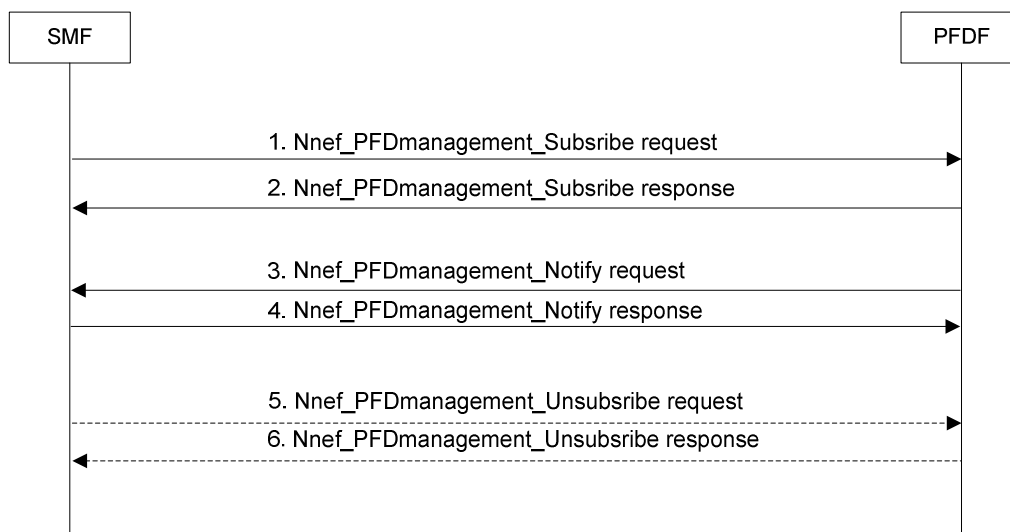 SMF
PFDF
1. Nnef_PFDmanagement_Subsribe request
2. Nnef_PFDmanagement_Subsribe response
3. Nnef_PFDmanagement_Notify request
4. Nnef_PFDmanagement_Notify response
5. Nnef_PFDmanagement_Unsubsribe request
6. Nnef_PFDmanagement_Unsubsribe response